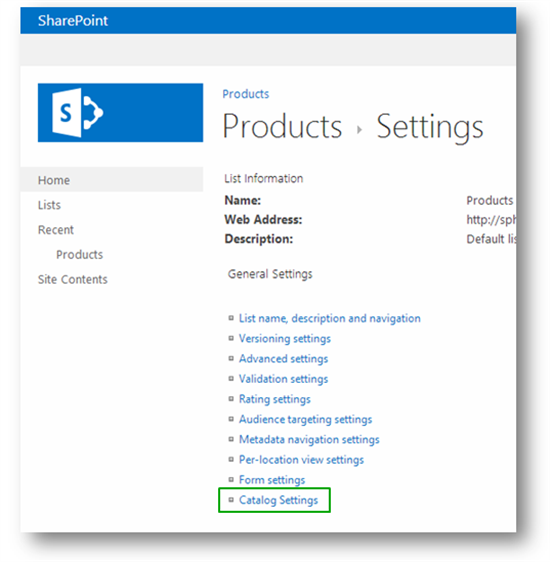 SharePoint
S
Products
Products ▸ Settings
Home
Lists
Recent
Products
Site Contents
List Information
Name: Products
Web Address: http://sph
Description: Default lis
General Settings
List name, description and navigation
Versioning settings
Advanced settings
Validation settings
Rating settings
Audience targeting settings
Metadata navigation settings
Per-location view settings
Form settings
Catalog Settings